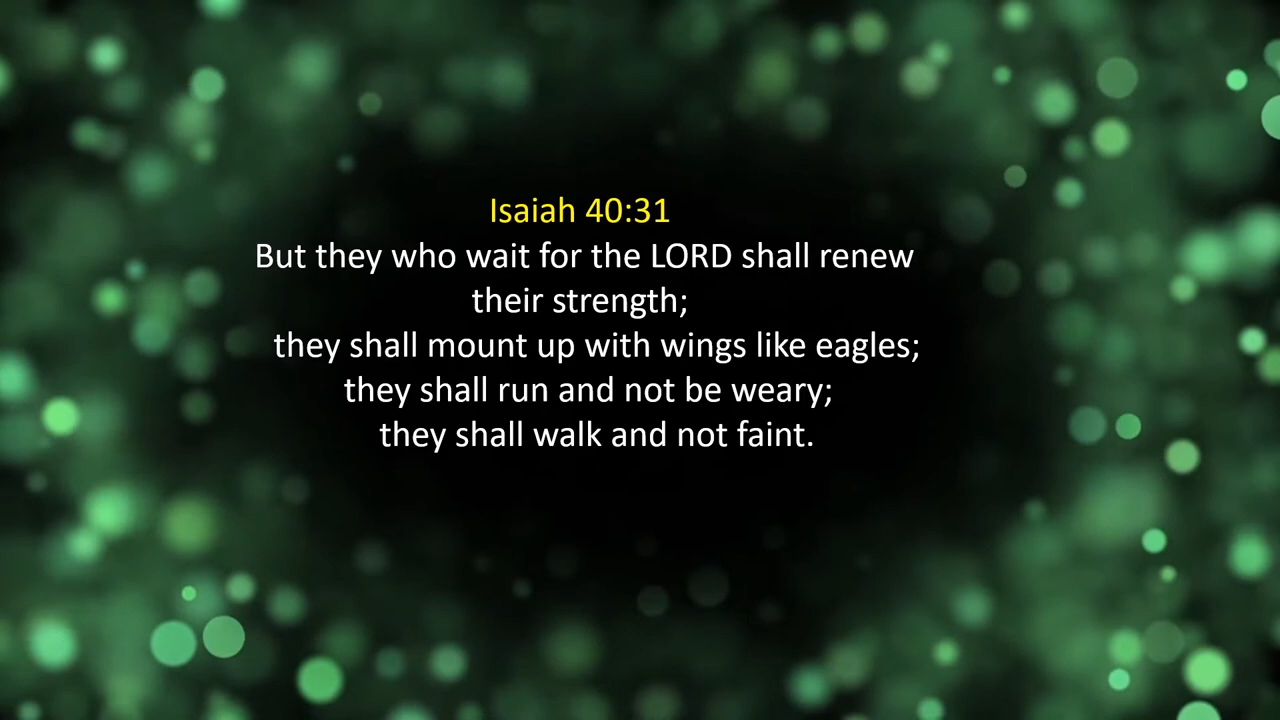 Isaiah 40:31
But they who wait for the LORD shall renew
their strength;
they shall mount up with wings like eagles;
they shall run and not be weary;
they shall walk and not faint.